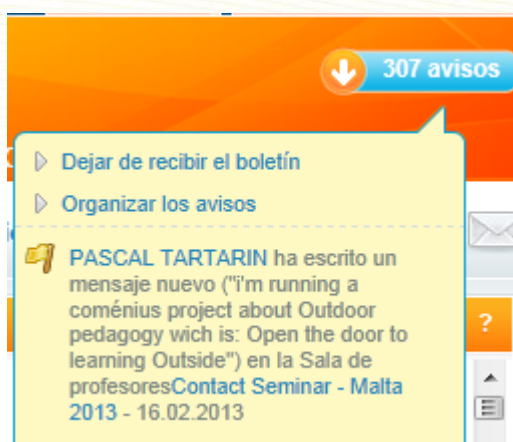 307 avisos
Dejar de recibir el boletín
Organizar los avisos
PASCAL TARTARIN ha escrito un
mensaje nuevo ("i'm running a
coménius project about Outdoor
pedagogy wich is: Open the door to
learning Outside") en la Sala de
profesoresContact Seminar - Malta
2013 - 16.02.2013
?